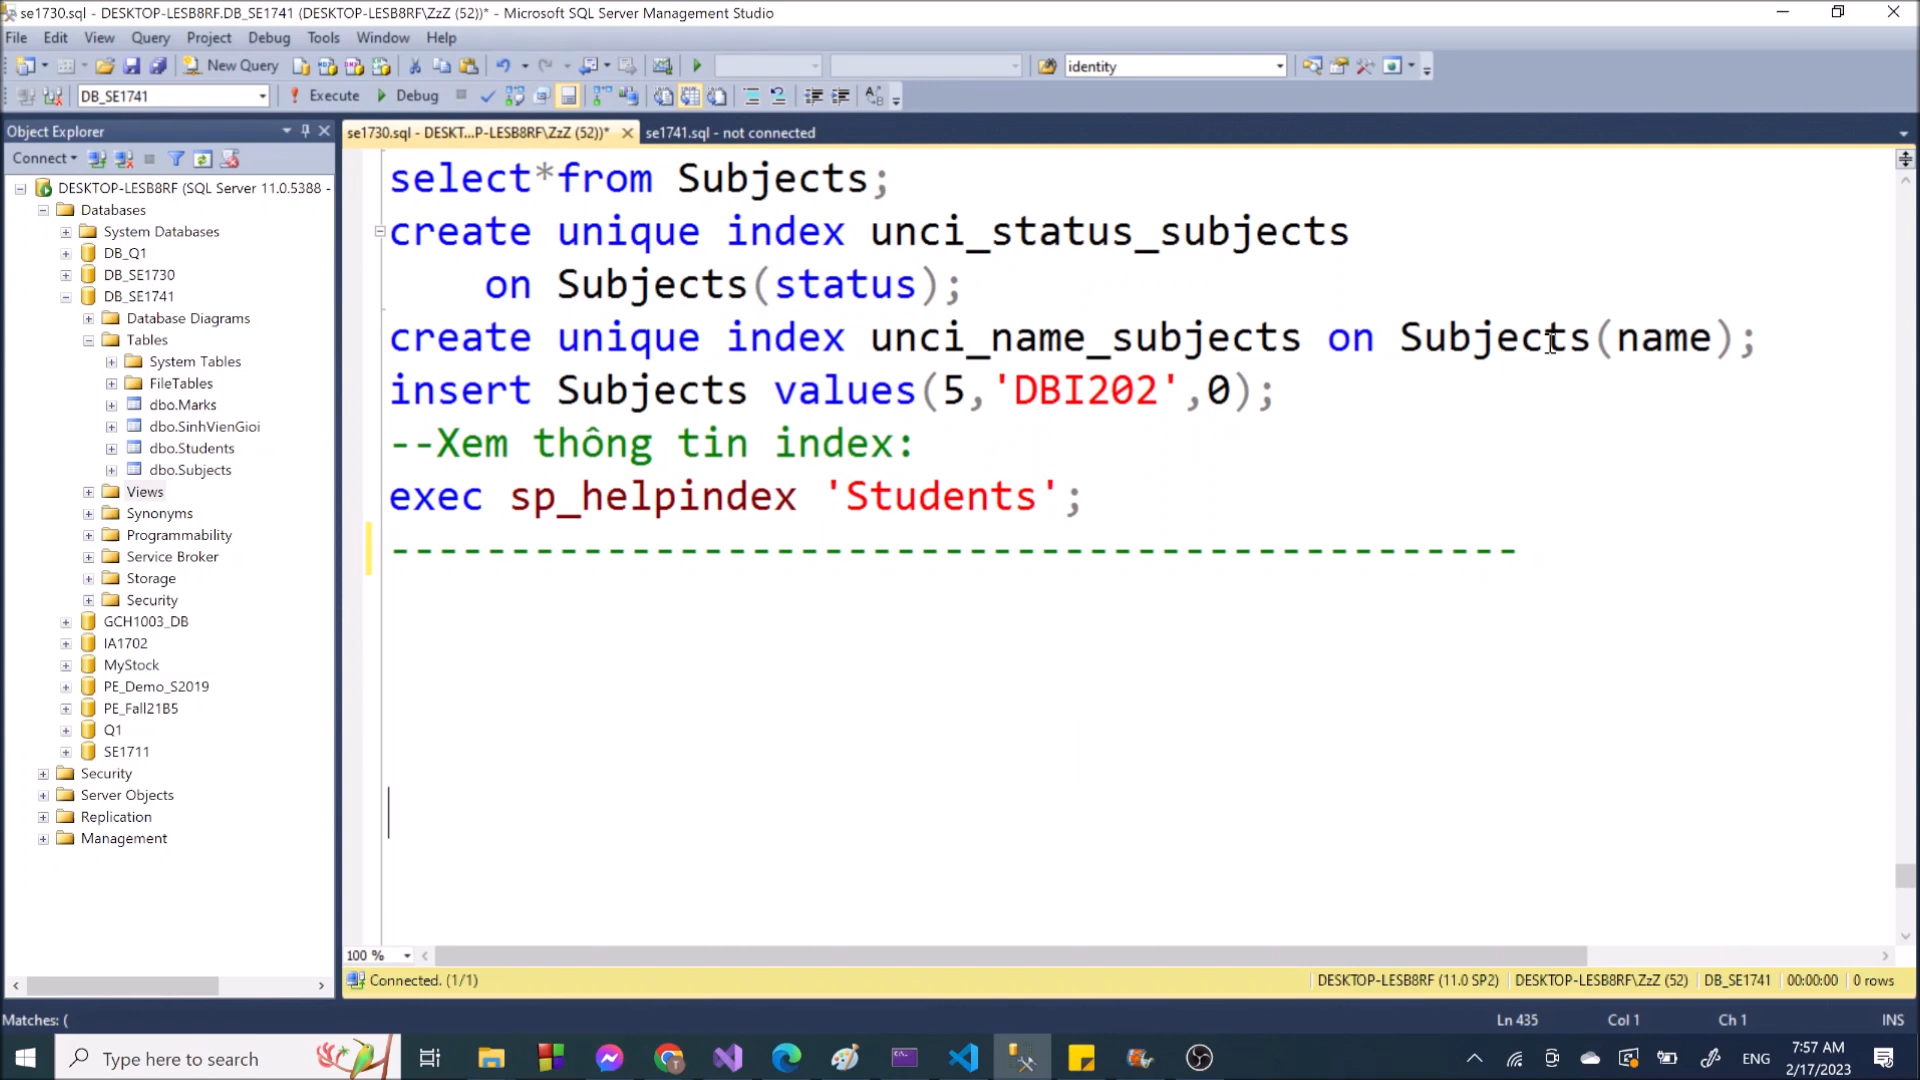 se1730.sql - DESKTOP-LESB8RF.DB_SE1741 (DESKTOP-LESB8RF\ZzZ (52))* - Microsoft SQL Server Management Studio
File Edit View Query Project Debug Tools Window Help
New Query
identity
DB_SE1741
Execute
Debug
Object Explorer
se1730.sql - DESKT...P-LESB8RF\ZzZ (52))*
se1741.sql - not connected
Connect
DESKTOP-LESB8RF (SQL Server 11.0.5388 -
Databases
System Databases
DB_Q1
DB_SE1730
DB_SE1741
Database Diagrams
Tables
System Tables
FileTables
dbo.Marks
dbo.SinhVienGioi
dbo.Students
dbo.Subjects
Views
Synonyms
Programmability
Service Broker
Storage
Security
GCH1003_DB
IA1702
MyStock
PE_Demo_S2019
PE_Fall21B5
Q1
SE1711
Security
Server Objects
Replication
Management
select*from Subjects;
create unique index unci_status_subjects
on Subjects(status);
create unique index unci_name_subjects on Subjects(name);
insert Subjects values(5,'DBI202',0);
--Xem thông tin index:
exec sp_helpindex 'Students';
-----------------------------------------------
100 %
Connected. (1/1)
DESKTOP-LESB8RF (11.0 SP2)
DESKTOP-LESB8RF\ZzZ (52)
DB_SE1741
00:00:00
0 rows
Matches: (
Ln 435
Col 1
Ch 1
INS
Type here to search
ENG
7:57 AM
2/17/2023